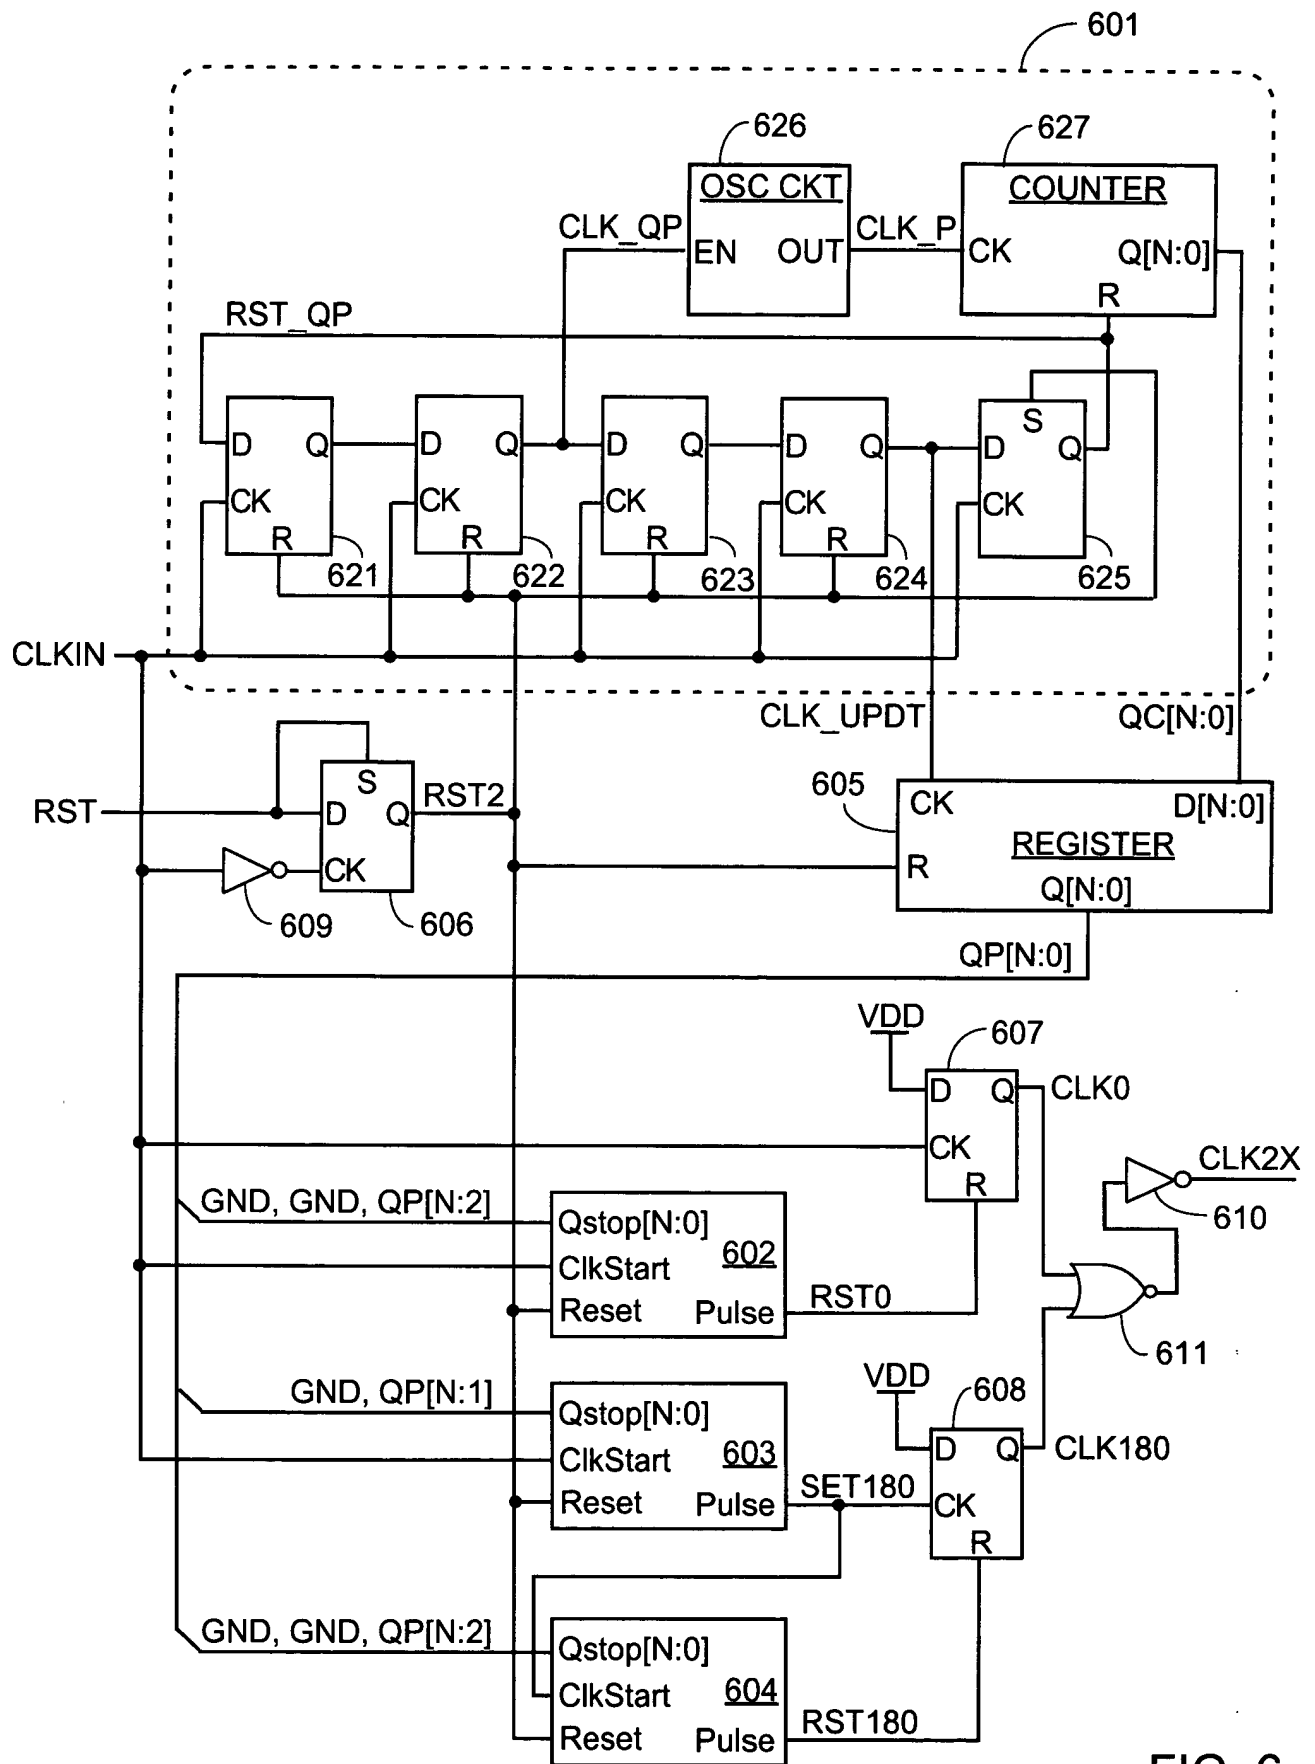 601
626
627
OSC CKT
COUNTER
CLK_QP
CLK_P
EN
OUT
CK
Q[N:0]
R
RST_QP
D
Q
CK
R
621
D
Q
CK
R
622
D
Q
CK
R
623
D
Q
CK
R
624
S
D
Q
CK
625
CLKIN
CLK_UPDT
QC[N:0]
RST
S
D
Q
CK
RST2
609
606
605
CK
D[N:0]
REGISTER
R
Q[N:0]
QP[N:0]
VDD
607
D
Q
CLK0
CK
R
CLK2X
610
GND, GND, QP[N:2]
Qstop[N:0]
602
ClkStart
Reset
Pulse
RST0
611
GND, QP[N:1]
Qstop[N:0]
603
ClkStart
Reset
Pulse
SET180
VDD
608
D
Q
CLK180
CK
R
GND, GND, QP[N:2]
Qstop[N:0]
604
ClkStart
Reset
Pulse
RST180